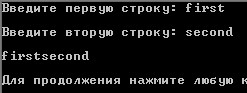 Введите первую строку: first
Введите вторую строку: second
firstsecond
Для продолжения нажмите любую к